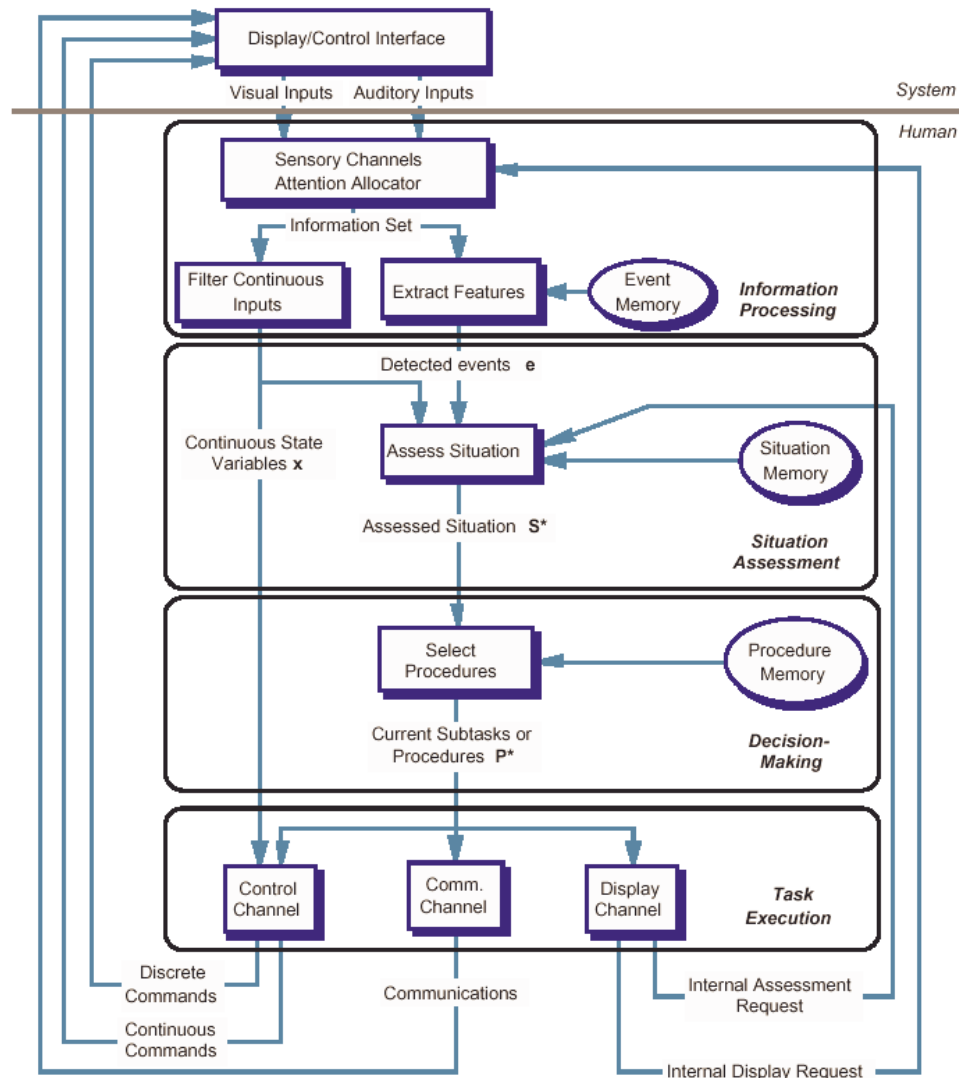 Display/Control Interface
Visual Inputs
Auditory Inputs
System
Human
Sensory Channels
Attention Allocator
Information Set
Filter Continuous
Inputs
Extract Features
Event
Memory
Information
Processing
Detected events e
Continuous State
Variables x
Assess Situation
Situation
Memory
Assessed Situation S*
Situation
Assessment
Select
Procedures
Procedure
Memory
Current Subtasks or
Procedures P*
Decision-
Making
Control
Channel
Comm.
Channel
Display
Channel
Task
Execution
Discrete
Commands
Communications
Internal Assessment
Request
Continuous
Commands
Internal Display Request